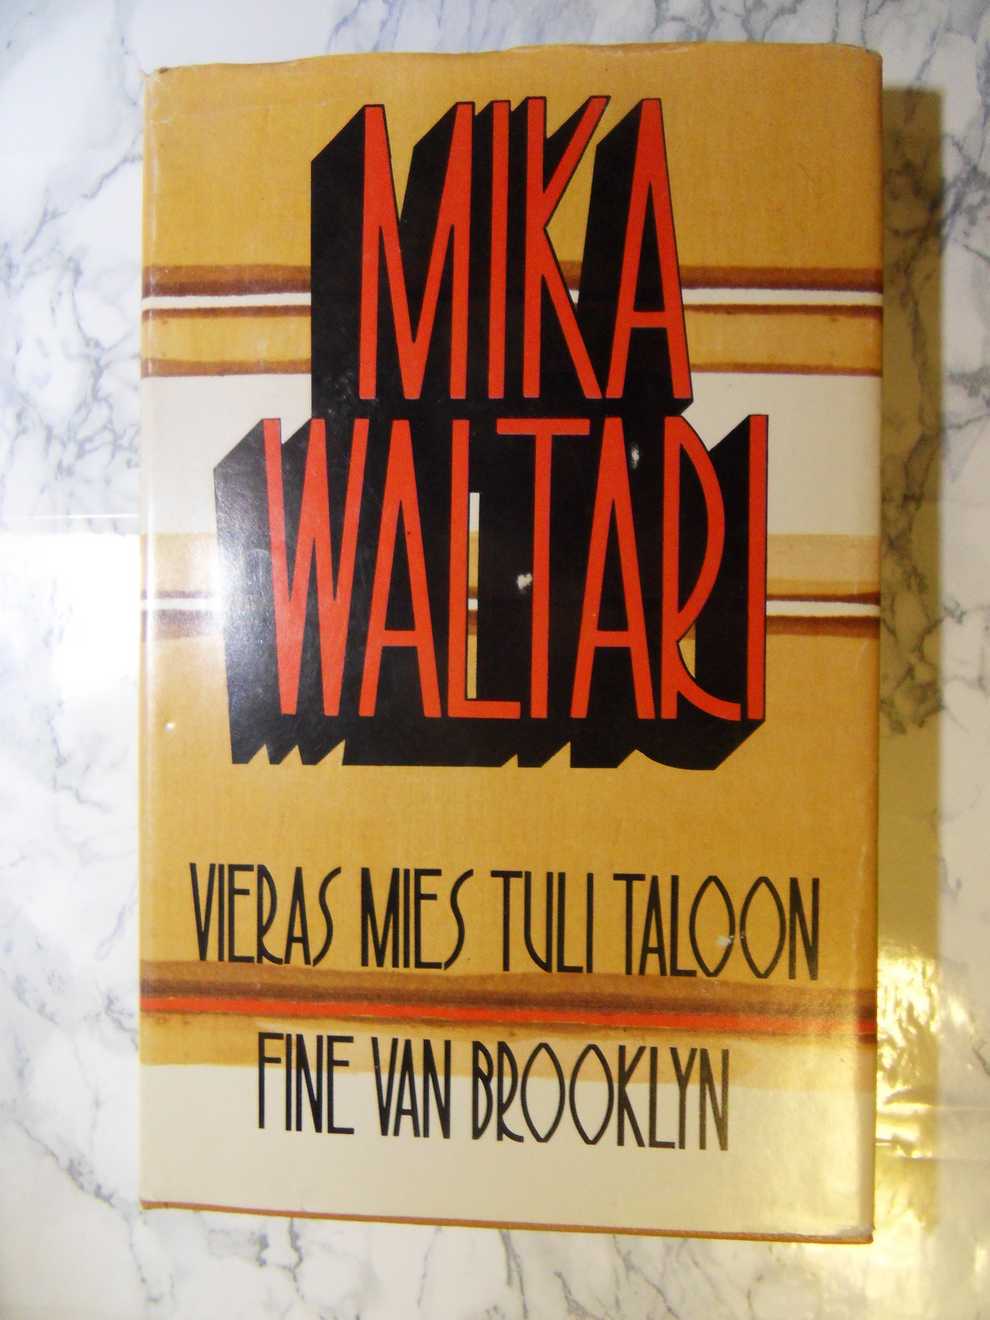 MIKA
WALTARI
VIERAS MIES TULI TALOON
FINE VAN BROOKLYN